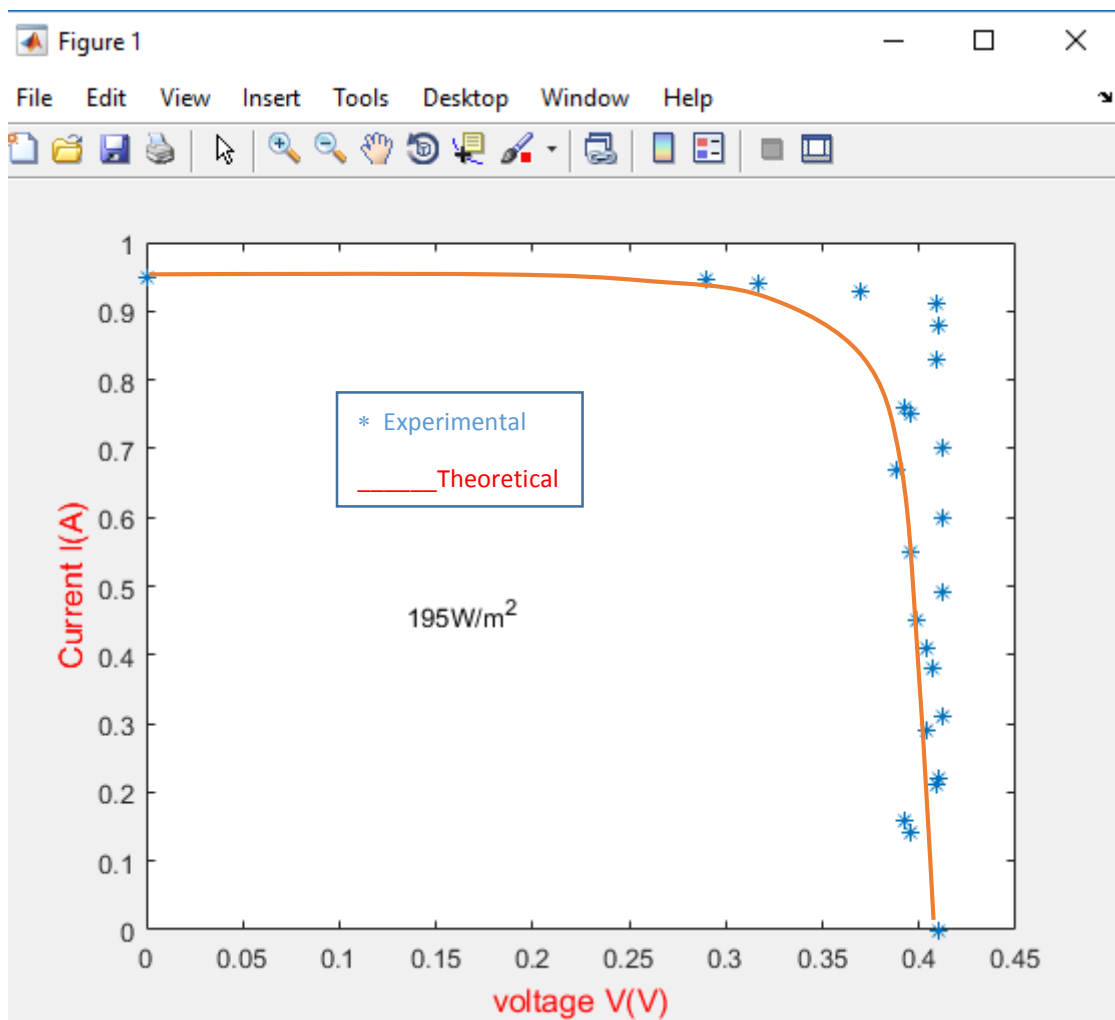 Figure 1
File Edit View Insert Tools Desktop Window Help
1
0.9
0.8
0.7
0.6
0.5
0.4
0.3
0.2
0.1
0
Current I(A)
* Experimental
______Theoretical
195W/m²
0 0.05 0.1 0.15 0.2 0.25 0.3 0.35 0.4 0.45
voltage V(V)